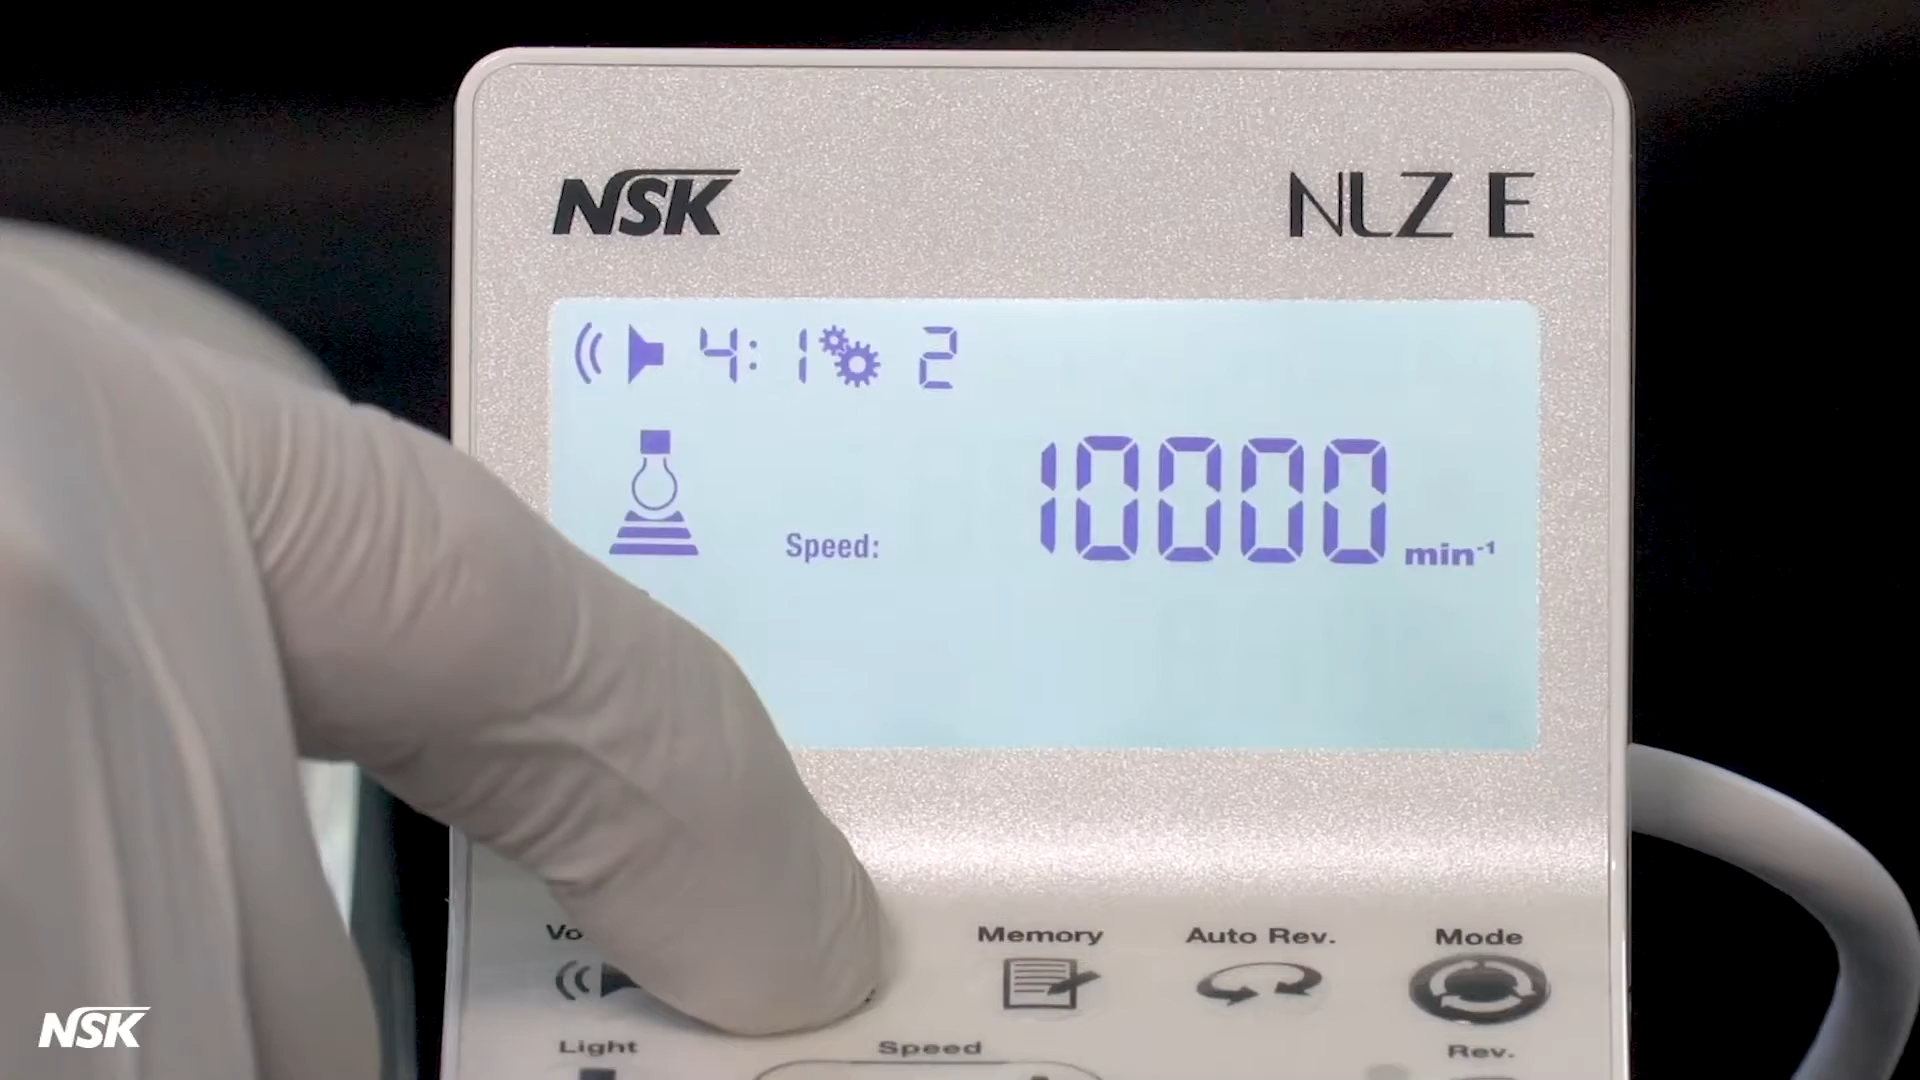 NSK NLZ E
4:1 2
Speed: 10000 min⁻¹
Memory Auto Rev. Mode
Light Speed Rev.
NSK